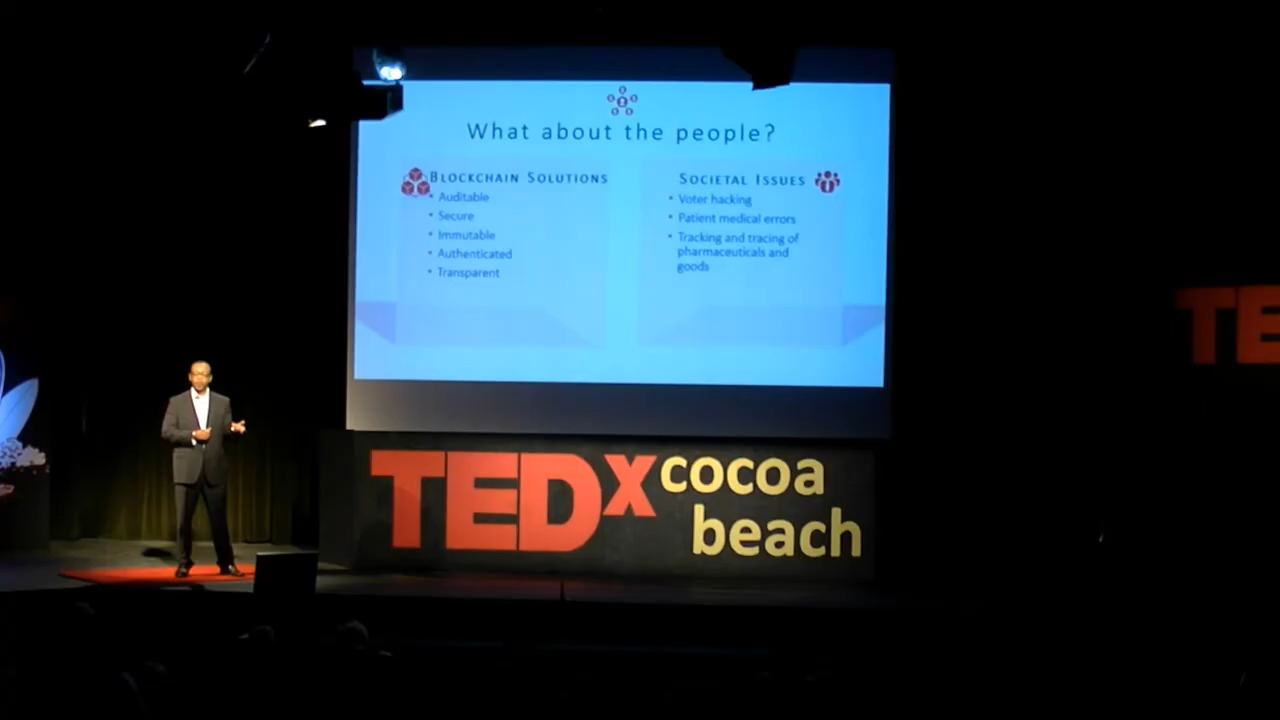 What about the people?
BLOCKCHAIN SOLUTIONS
• Auditable
• Secure
• Immutable
• Authenticated
• Transparent
SOCIETAL ISSUES
• Voter hacking
• Patient medical errors
• Tracking and tracing of
pharmaceuticals and
goods
TE
TEDx cocoa
beach